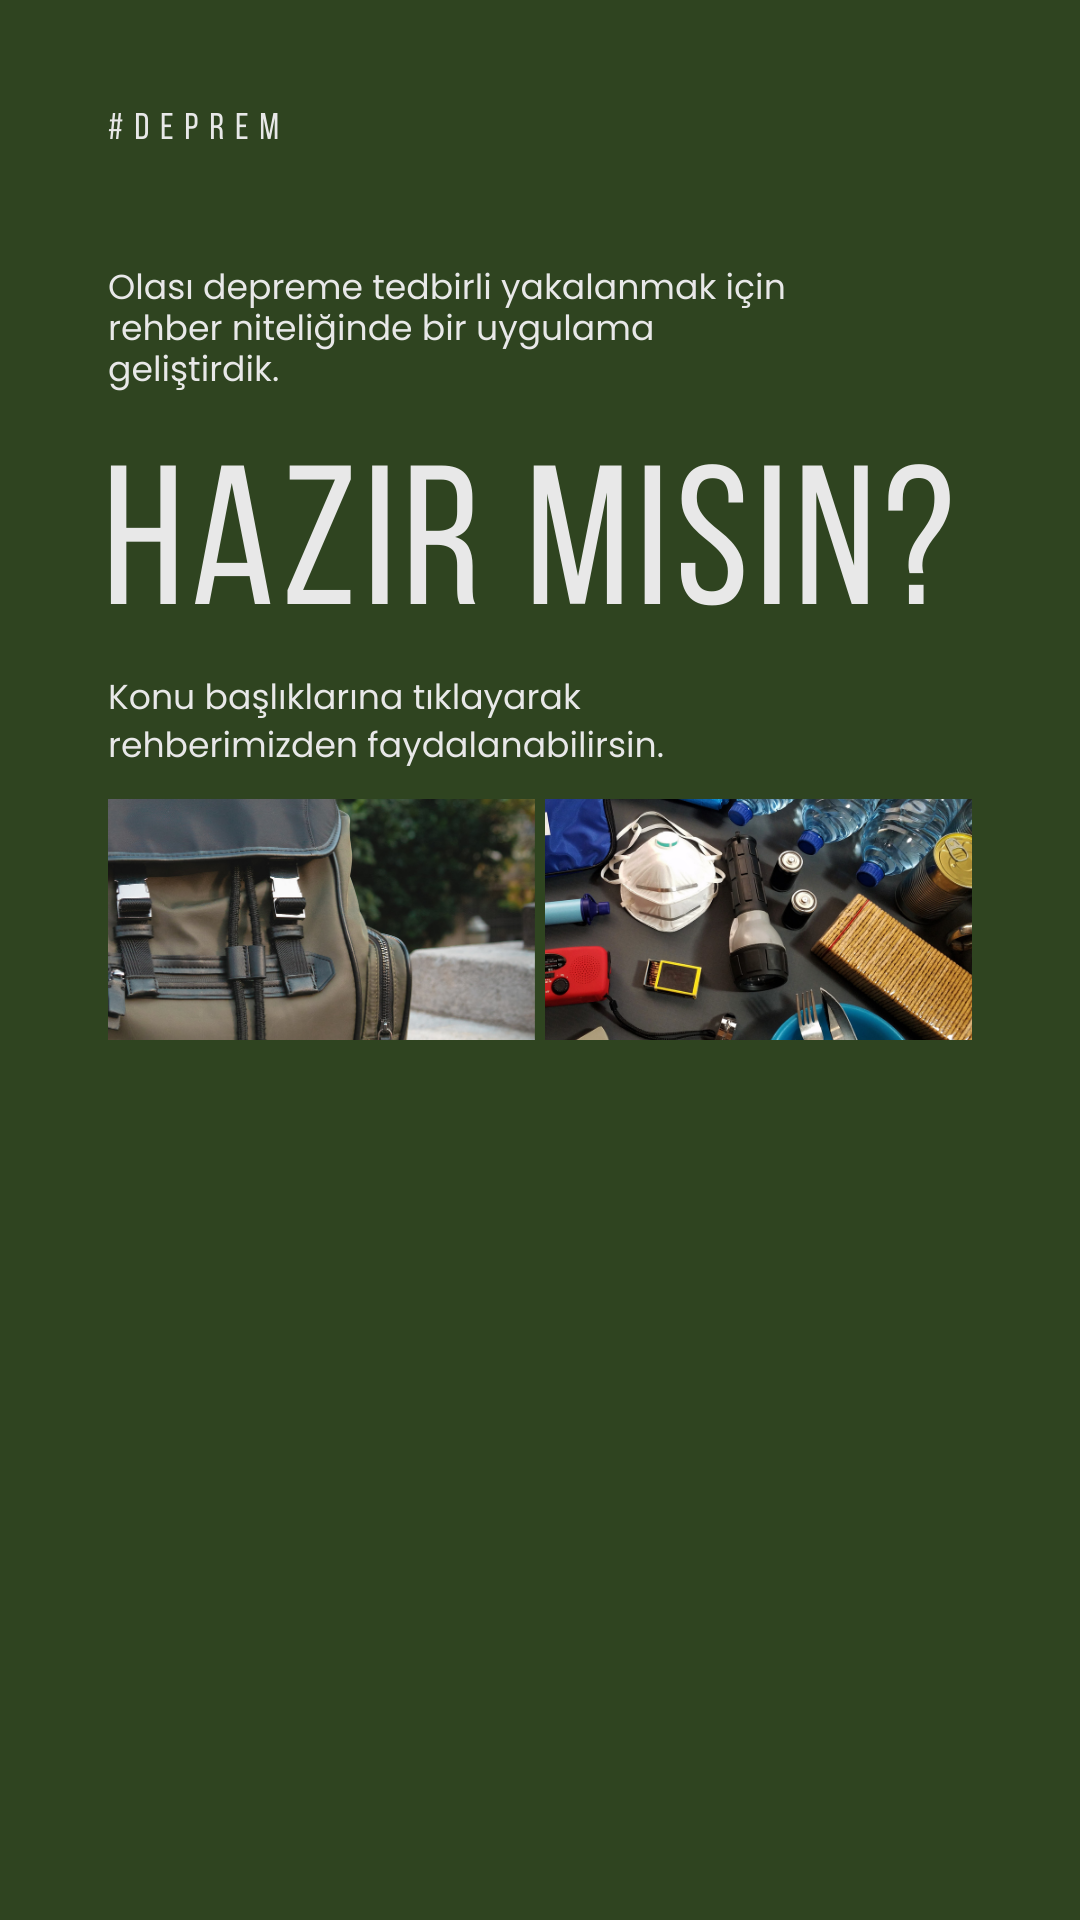 #DEPREM
Olası depreme tedbirli yakalanmak için
rehber niteliğinde bir uygulama
geliştirdik.
HAZIR MISIN?
Konu başlıklarına tıklayarak
rehberimizden faydalanabilirsin.